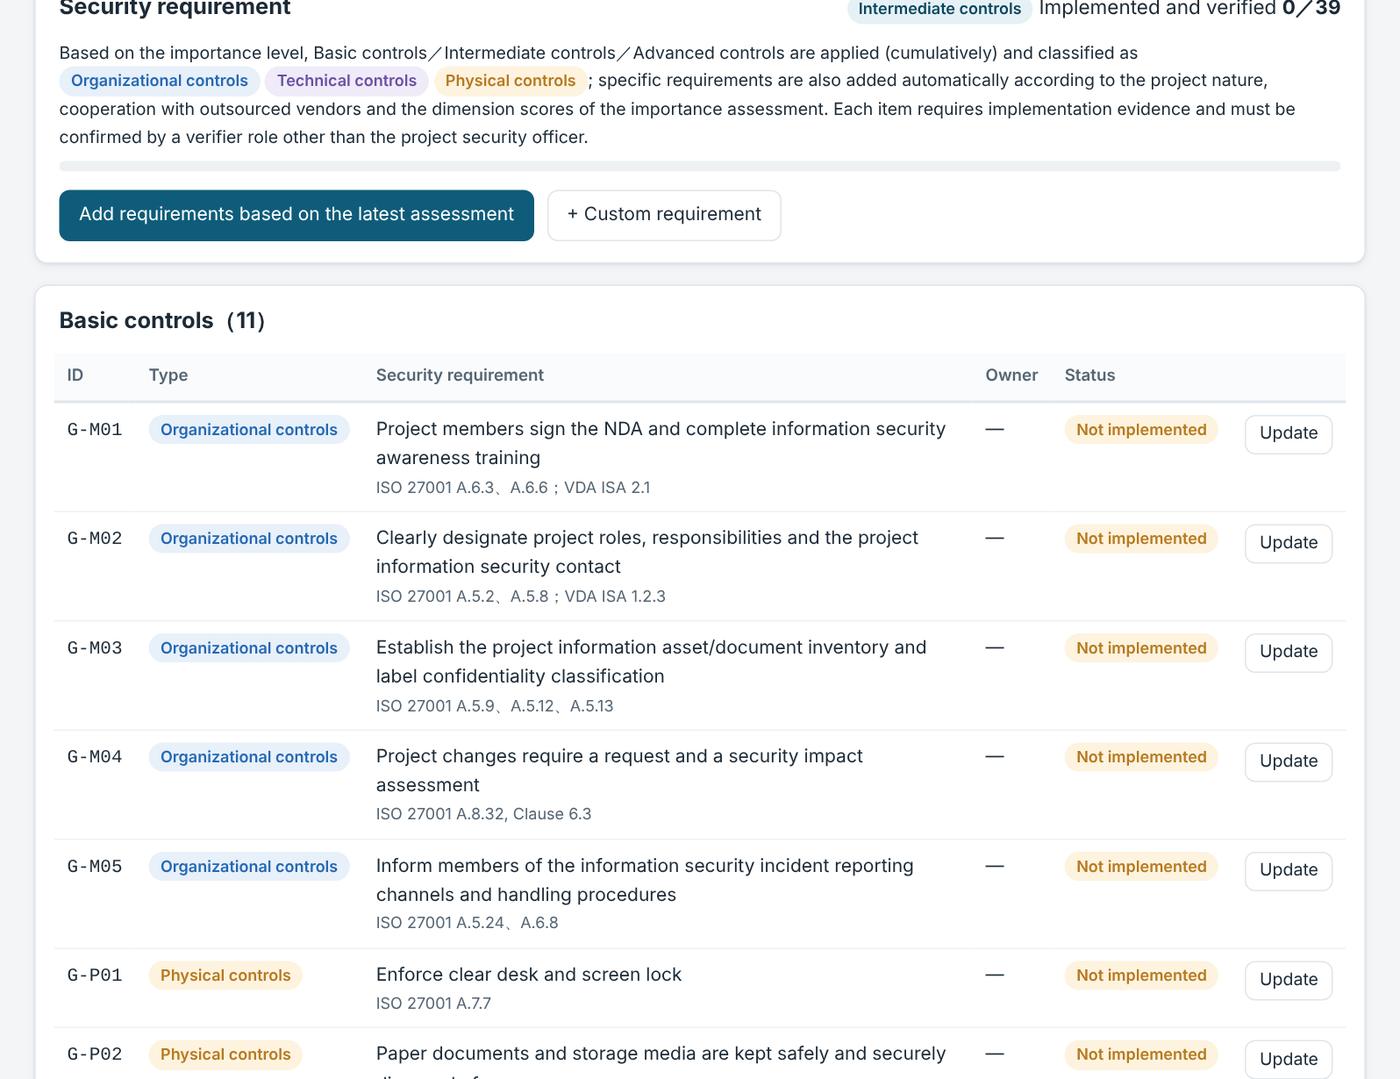 Security requirement
Intermediate controls Implemented and verified 0／39
Based on the importance level, Basic controls／Intermediate controls／Advanced controls are applied (cumulatively) and classified as
Organizational controls Technical controls Physical controls ; specific requirements are also added automatically according to the project nature,
cooperation with outsourced vendors and the dimension scores of the importance assessment. Each item requires implementation evidence and must be
confirmed by a verifier role other than the project security officer.
Add requirements based on the latest assessment + Custom requirement
Basic controls（11）
ID Type Security requirement Owner Status
G-M01 Organizational controls Project members sign the NDA and complete information security — Not implemented Update
awareness training
ISO 27001 A.6.3、A.6.6；VDA ISA 2.1
G-M02 Organizational controls Clearly designate project roles, responsibilities and the project — Not implemented Update
information security contact
ISO 27001 A.5.2、A.5.8；VDA ISA 1.2.3
G-M03 Organizational controls Establish the project information asset/document inventory and — Not implemented Update
label confidentiality classification
ISO 27001 A.5.9、A.5.12、A.5.13
G-M04 Organizational controls Project changes require a request and a security impact — Not implemented Update
assessment
ISO 27001 A.8.32, Clause 6.3
G-M05 Organizational controls Inform members of the information security incident reporting — Not implemented Update
channels and handling procedures
ISO 27001 A.5.24、A.6.8
G-P01 Physical controls Enforce clear desk and screen lock — Not implemented Update
ISO 27001 A.7.7
G-P02 Physical controls Paper documents and storage media are kept safely and securely — Not implemented Update